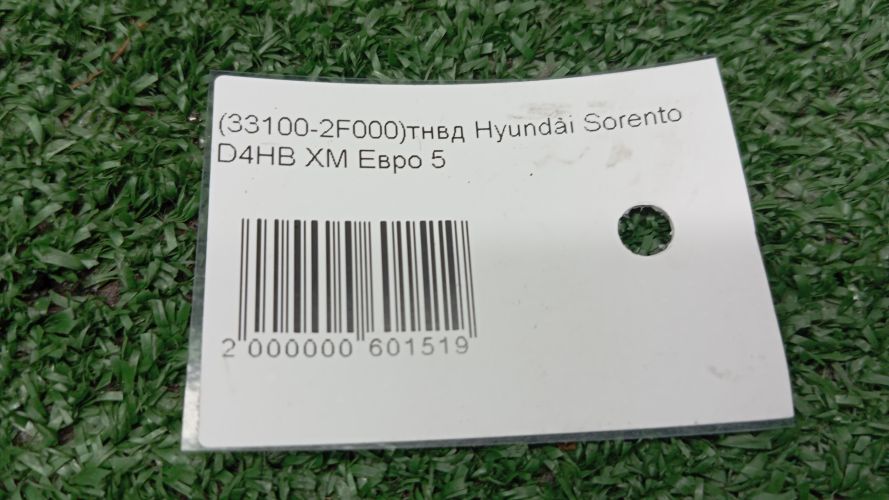 (33100-2F000)тнвд Hyundai Sorento
D4HB XM Евро 5
2 000000 601519